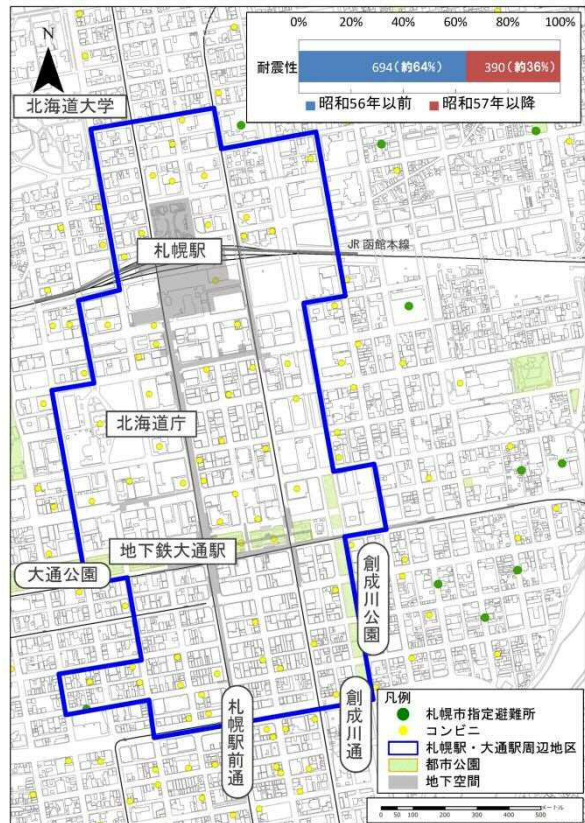 0% 20% 40% 60% 80% 100%
耐震性 694(約64%) 390(約36%)
昭和56年以前 昭和57年以降
N
北海道大学
札幌駅
JR 函館本線
北海道庁
地下鉄大通駅
大通公園
創成川公園
札幌駅前通
創成川通
凡例
札幌市指定避難所
コンビニ
札幌駅・大通駅周辺地区
都市公園
地下空間
0 50 100 200 300 400 500 メートル